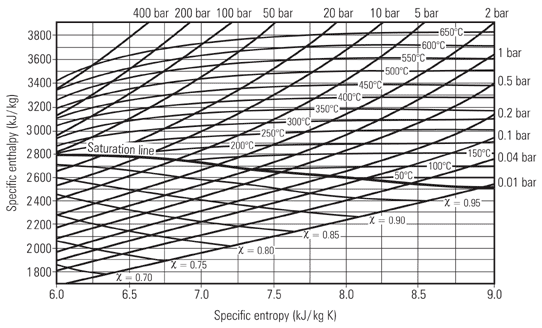 400 bar 200 bar 100 bar 50 bar 20 bar 10 bar 5 bar 2 bar
3800
3600
3400
3200
3000
2800
2600
2400
2200
2000
1800
Specific enthalpy (kJ/kg)
650°C
600°C
550°C
500°C
450°C
400°C
350°C
300°C
250°C
200°C
150°C
100°C
50°C
Saturation line
1 bar
0.5 bar
0.2 bar
0.1 bar
0.04 bar
0.01 bar
χ = 0.95
χ = 0.90
χ = 0.85
χ = 0.80
χ = 0.75
χ = 0.70
6.0 6.5 7.0 7.5 8.0 8.5 9.0
Specific entropy (kJ/kg K)